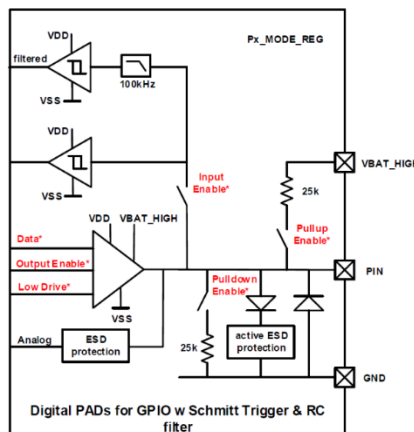 VDD
Px_MODE_REG
filtered
100kHz
VSS
VDD
VBAT_HIGH
Input
Enable*
25k
VSS
Pullup
Enable*
VDD
VBAT_HIGH
Data*
Output Enable*
PIN
Pulldown
Enable*
Low Drive*
VSS
Analog
ESD
protection
25k
active ESD
protection
GND
Digital PADs for GPIO w Schmitt Trigger & RC
filter